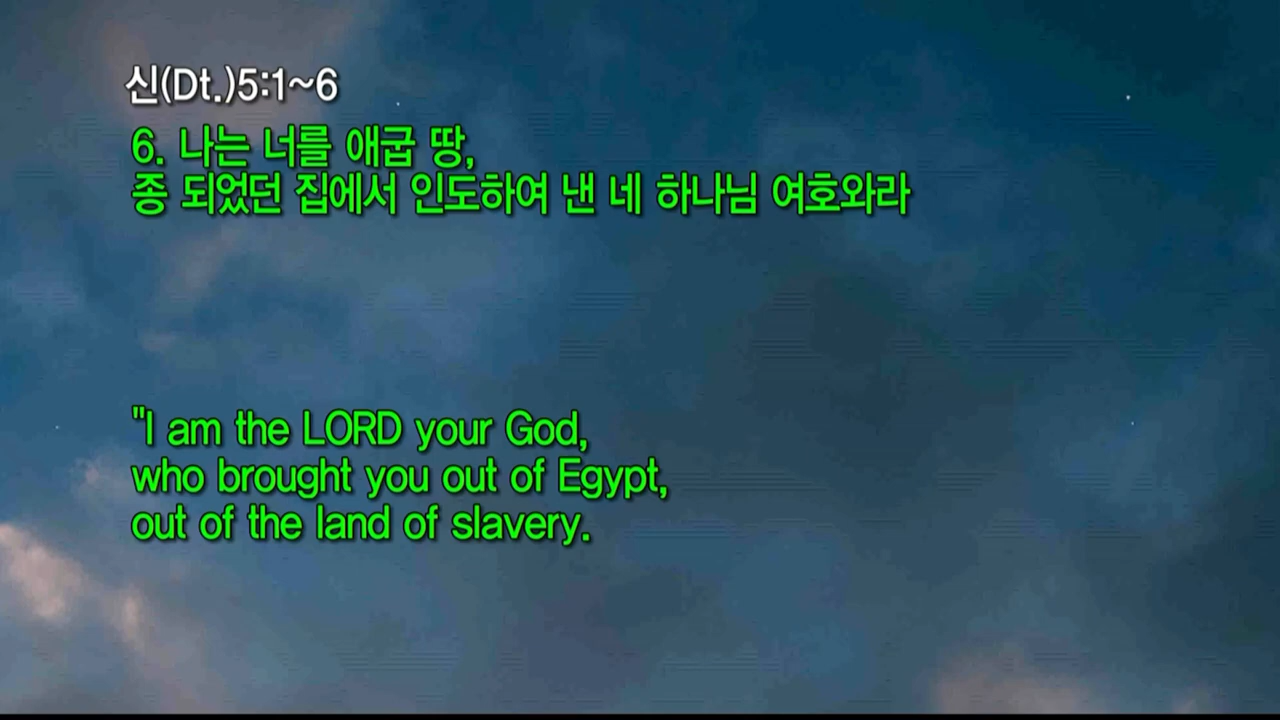 신(Dt.)5:1~6
6. 나는 너를 애굽 땅,
종 되었던 집에서 인도하여 낸 네 하나님 여호와라
"I am the LORD your God,
who brought you out of Egypt,
out of the land of slavery.